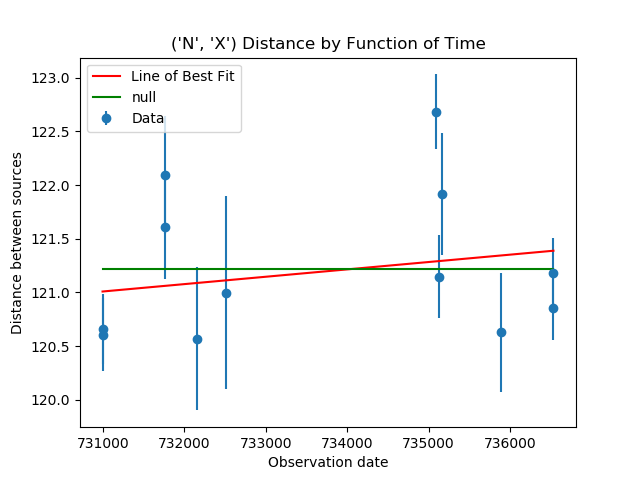 ('N', 'X') Distance by Function of Time
Line of Best Fit
null
Data
Distance between sources
123.0
122.5
122.0
121.5
121.0
120.5
120.0
731000 732000 733000 734000 735000 736000
Observation date